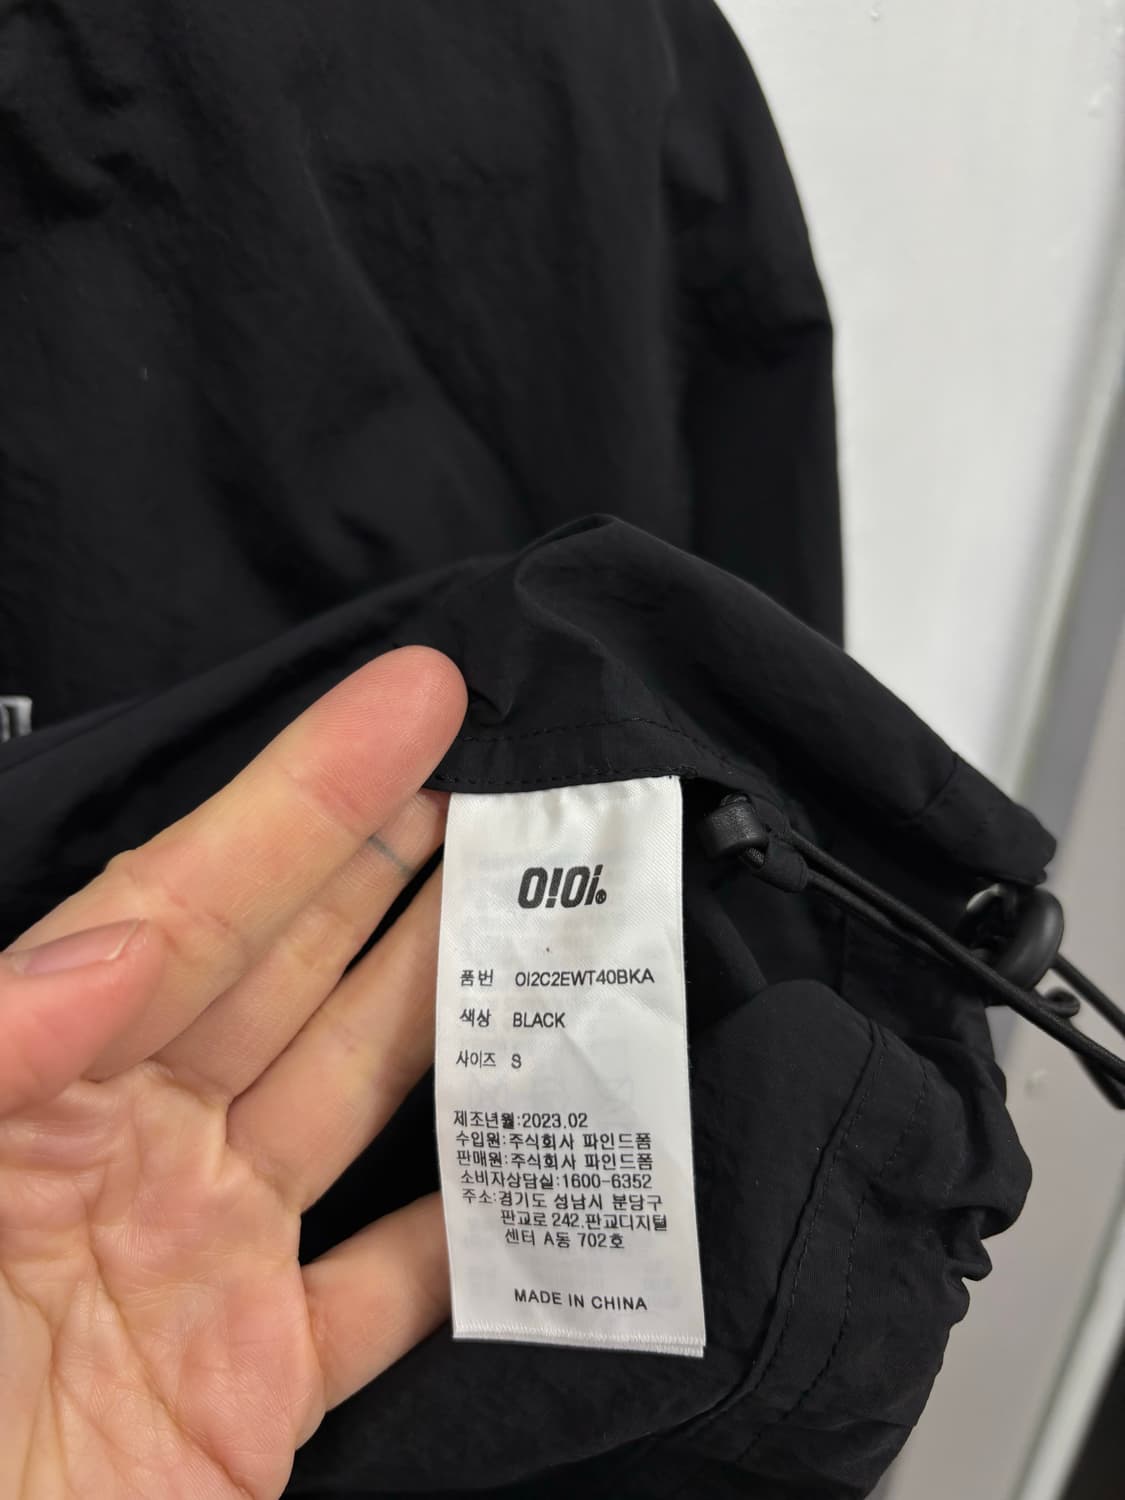 O!Oi®
품번 OI2C2EWT40BKA
색상 BLACK
사이즈 S
제조년월:2023.02
수입원:주식회사 파인드폼
판매원:주식회사 파인드폼
소비자상담실:1600-6352
주소:경기도 성남시 분당구
판교로 242.판교디지털
센터 A동 702호
MADE IN CHINA